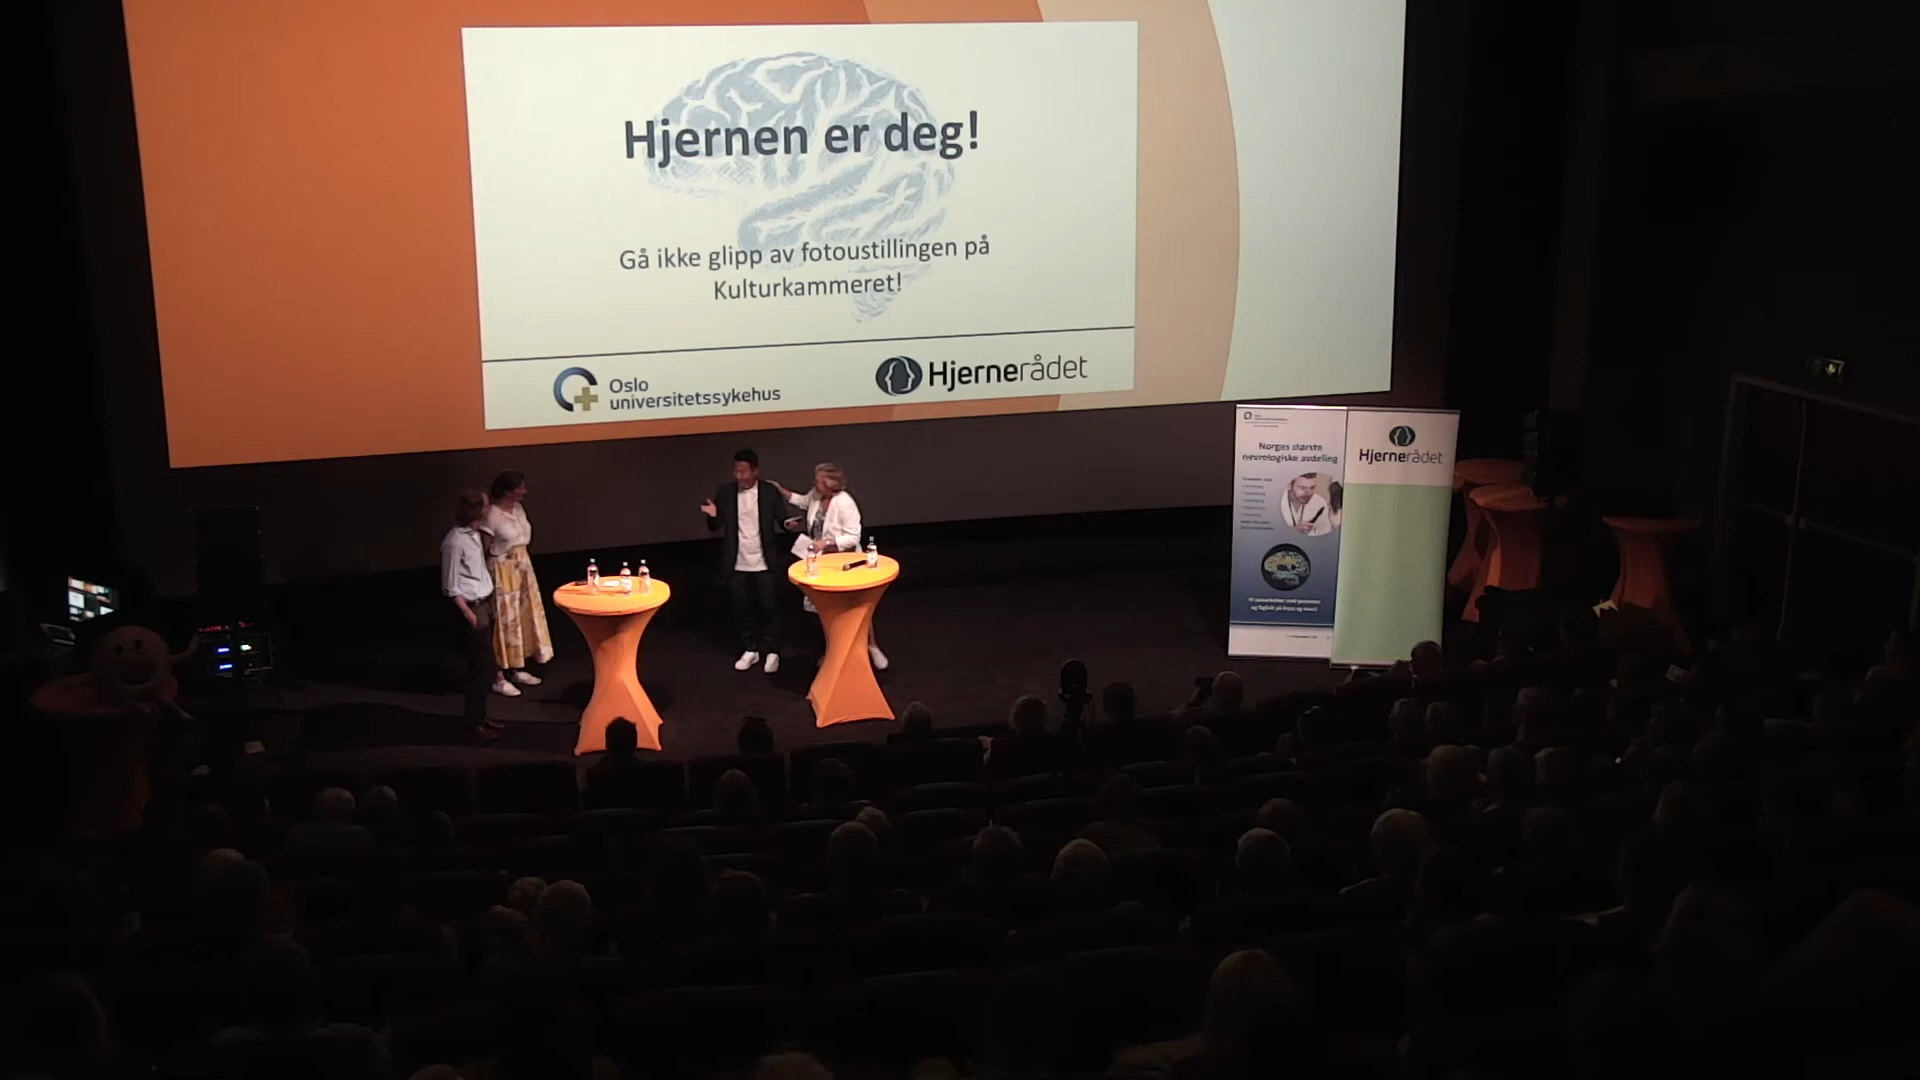 Hjernen er deg!
Gå ikke glipp av fotoustillingen på
Kulturkammeret!
Oslo
universitetssykehus
Hjernerådet
Norges største
nevrologiske avdeling
Hjernerådet